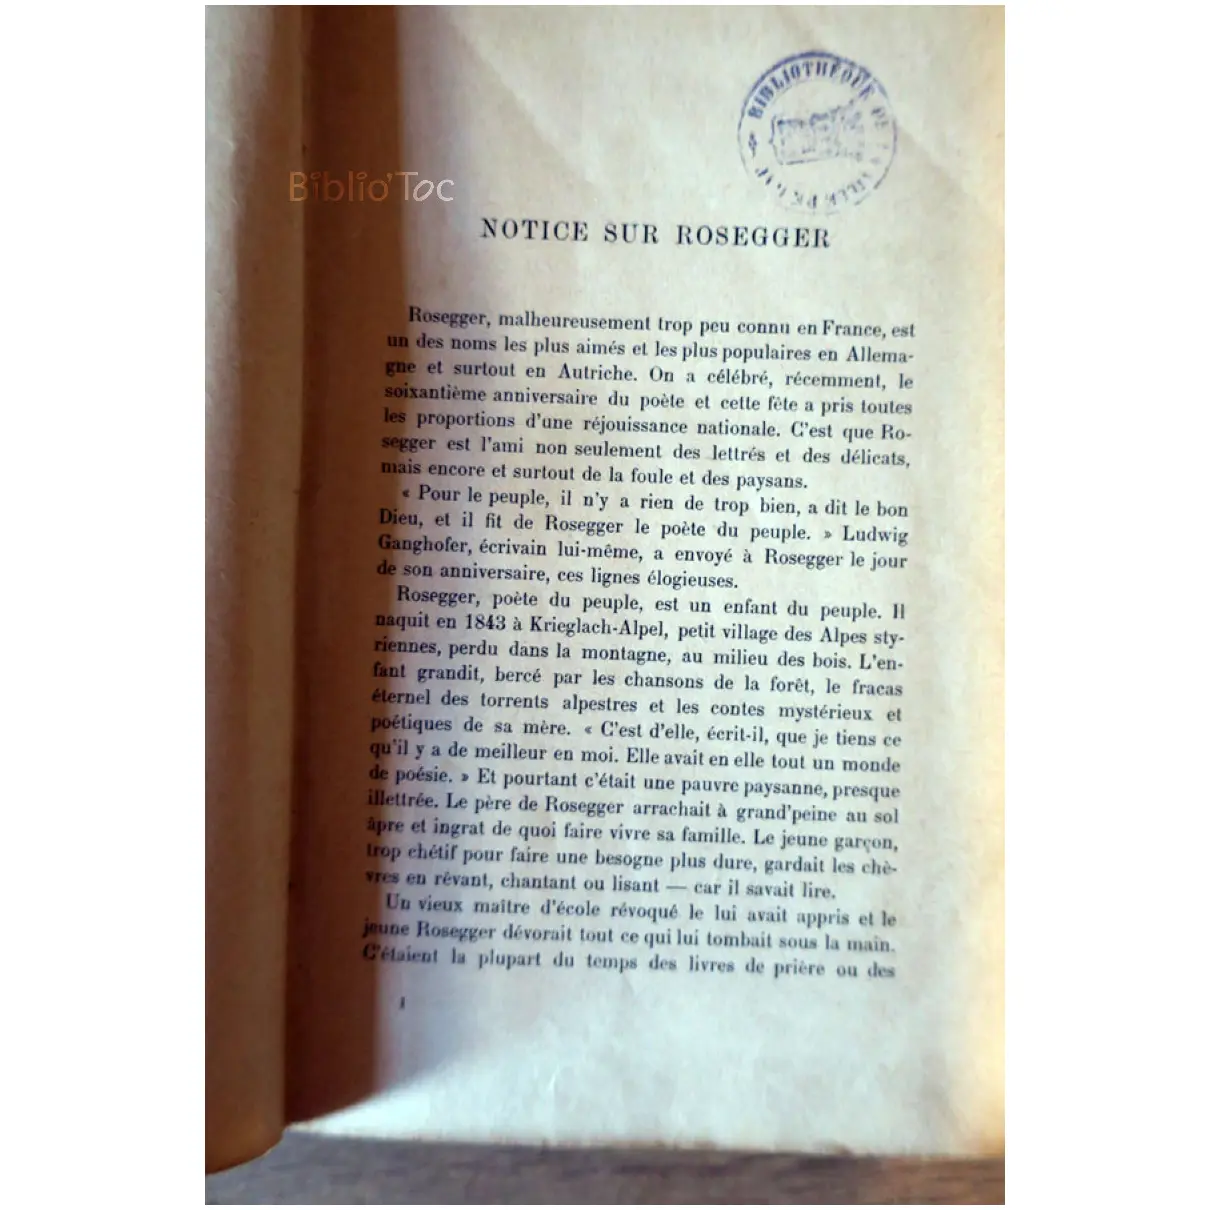 BIBLIOTHÈQUE DE LA VILLE DE GAP
Biblio'Toc
NOTICE SUR ROSEGGER
Rosegger, malheureusement trop peu connu en France, est
un des noms les plus aimés et les plus populaires en Allema-
gne et surtout en Autriche. On a célébré, récemment, le
soixantième anniversaire du poète et cette fête a pris toutes
les proportions d'une réjouissance nationale. C'est que Ro-
segger est l'ami non seulement des lettrés et des délicats,
mais encore et surtout de la foule et des paysans.
« Pour le peuple, il n'y a rien de trop bien, a dit le bon
Dieu, et il fit de Rosegger le poète du peuple. » Ludwig
Ganghofer, écrivain lui-même, a envoyé à Rosegger le jour
de son anniversaire, ces lignes élogieuses.
Rosegger, poète du peuple, est un enfant du peuple. Il
naquit en 1843 à Krieglach-Alpel, petit village des Alpes sty-
riennes, perdu dans la montagne, au milieu des bois. L'en-
fant grandit, bercé par les chansons de la forêt, le fracas
éternel des torrents alpestres et les contes mystérieux et
poétiques de sa mère. « C'est d'elle, écrit-il, que je tiens ce
qu'il y a de meilleur en moi. Elle avait en elle tout un monde
de poésie. » Et pourtant c'était une pauvre paysanne, presque
illettrée. Le père de Rosegger arrachait à grand'peine au sol
âpre et ingrat de quoi faire vivre sa famille. Le jeune garçon,
trop chétif pour faire une besogne plus dure, gardait les chè-
vres en rêvant, chantant ou lisant — car il savait lire.
Un vieux maître d'école révoqué le lui avait appris et le
jeune Rosegger dévorait tout ce qui lui tombait sous la main.
C'étaient la plupart du temps des livres de prière ou des
1